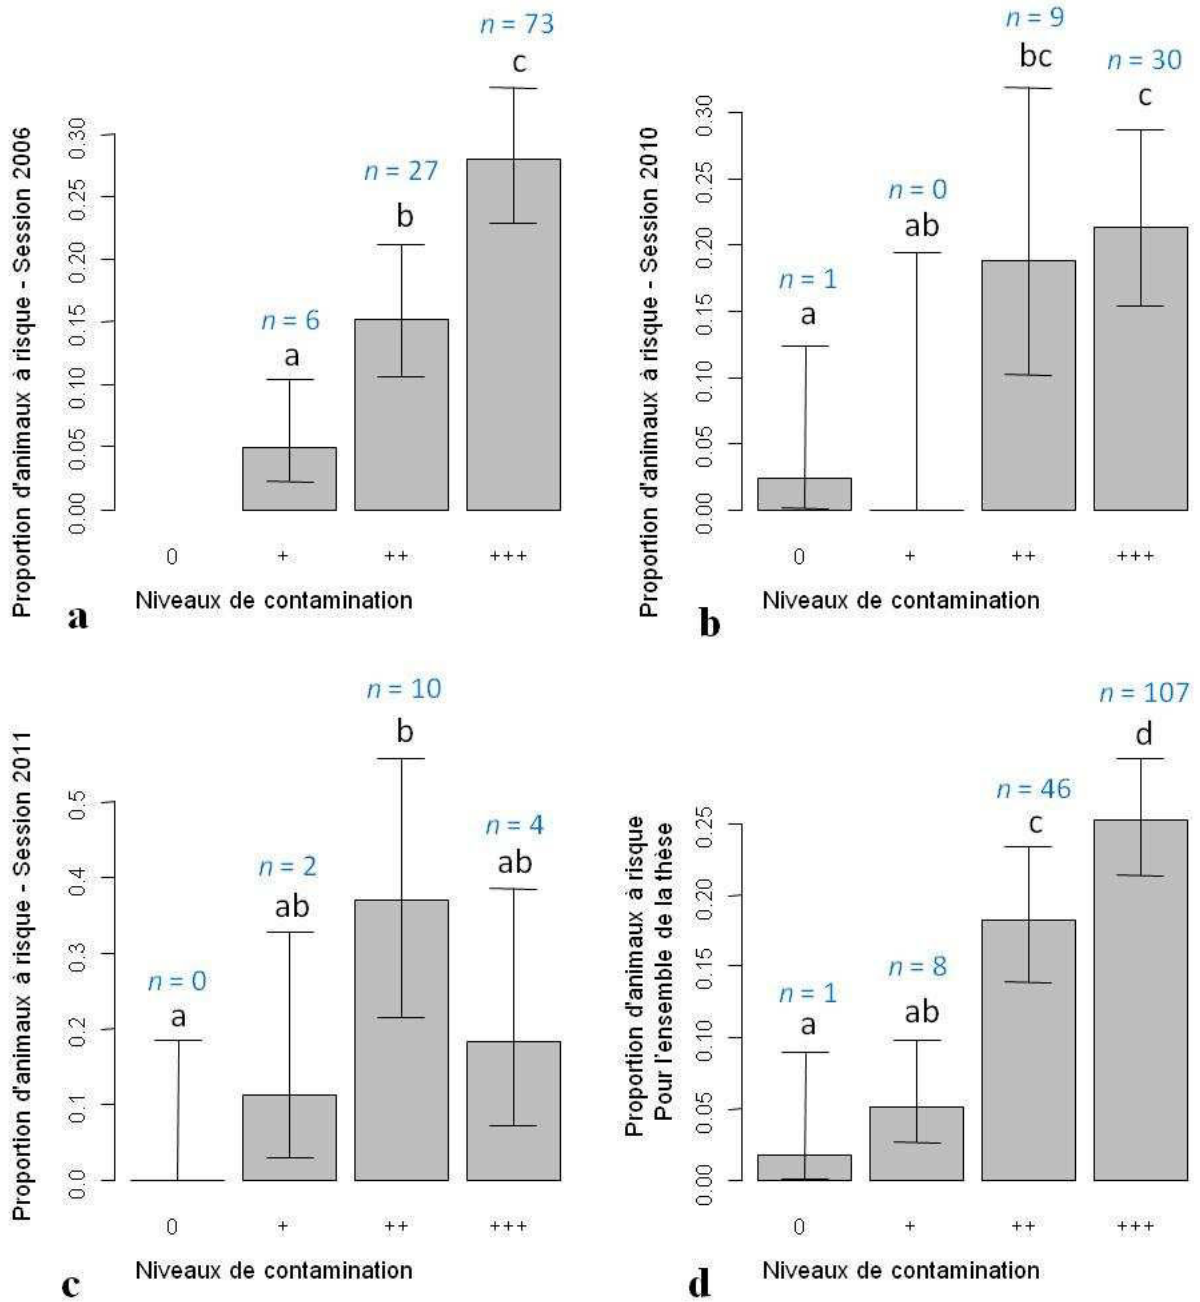 n = 73
c
n = 27
b
n = 6
a
Proportion d'animaux à risque - Session 2006
0.30
0.25
0.20
0.15
0.10
0.05
0.00
0 + ++ +++
Niveaux de contamination
a
n = 9
bc
n = 30
c
n = 0
ab
n = 1
a
Proportion d'animaux à risque - Session 2010
0.30
0.25
0.20
0.15
0.10
0.05
0.00
0 + ++ +++
Niveaux de contamination
b
n = 10
b
n = 4
ab
n = 2
ab
n = 0
a
Proportion d'animaux à risque - Session 2011
0.5
0.4
0.3
0.2
0.1
0.0
0 + ++ +++
Niveaux de contamination
c
n = 107
d
n = 46
c
n = 8
ab
n = 1
a
Proportion d'animaux à risque
Pour l'ensemble de la thèse
0.25
0.20
0.15
0.10
0.05
0.00
0 + ++ +++
Niveaux de contamination
d